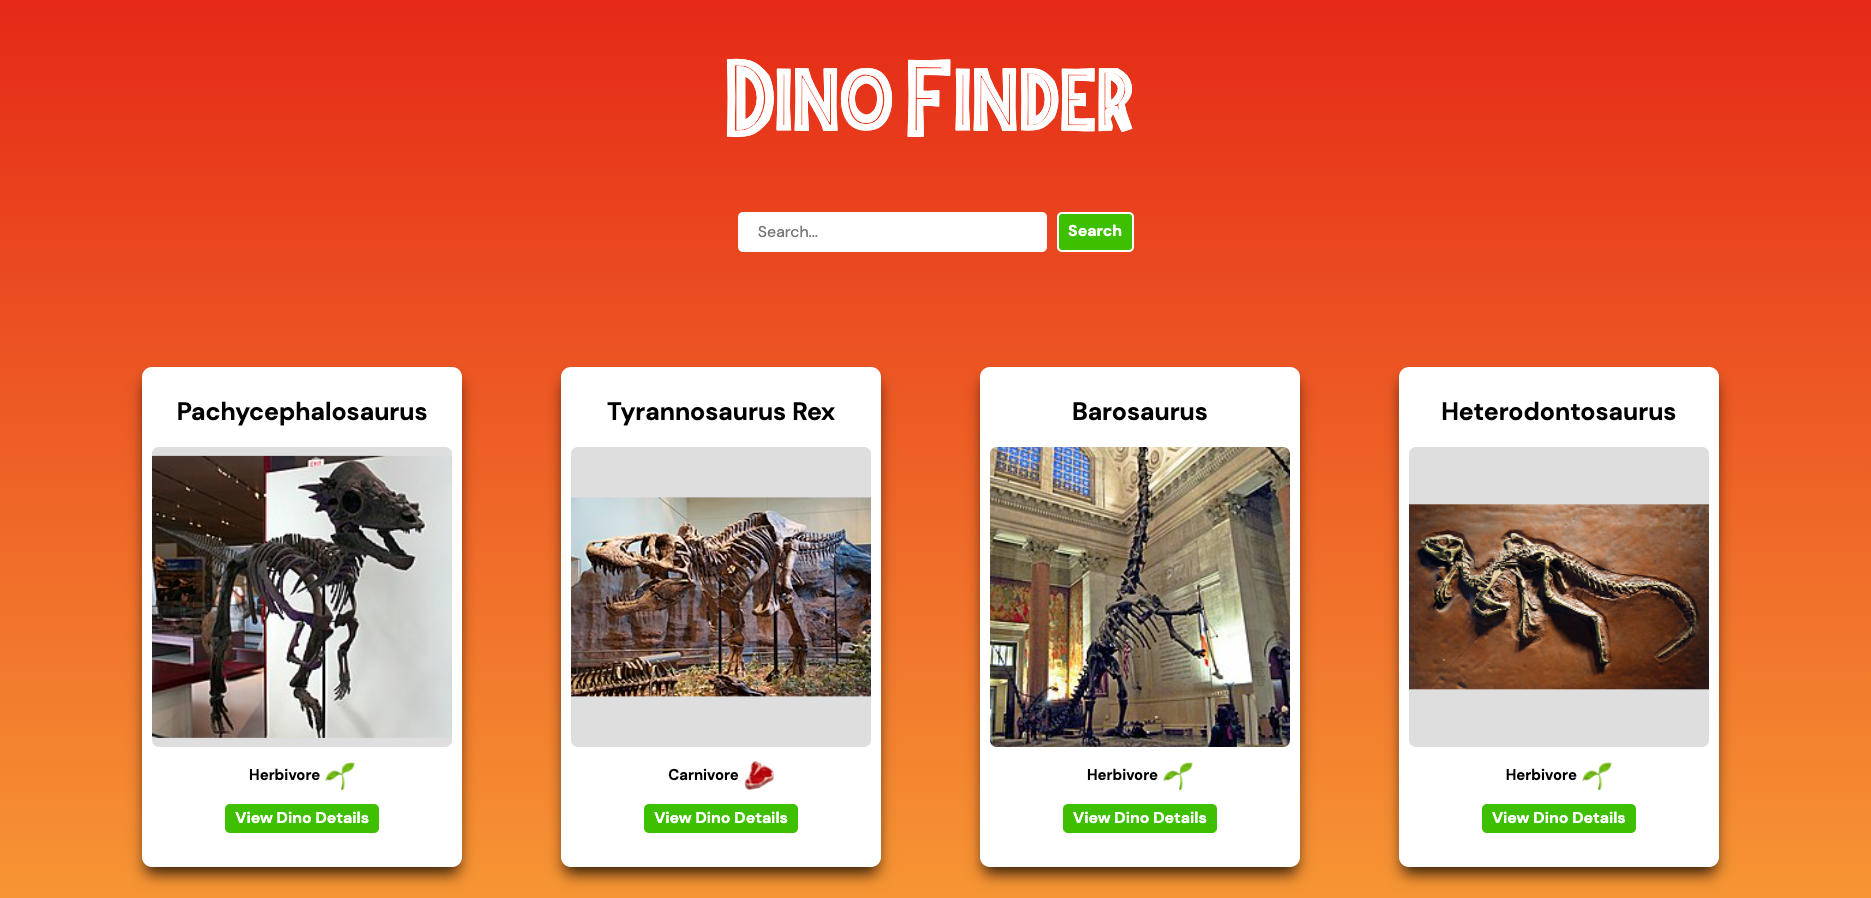 Dino Finder
Search...
Search
Pachycephalosaurus
Tyrannosaurus Rex
Barosaurus
Heterodontosaurus
EXIT
Herbivore
Carnivore
Herbivore
Herbivore
View Dino Details
View Dino Details
View Dino Details
View Dino Details